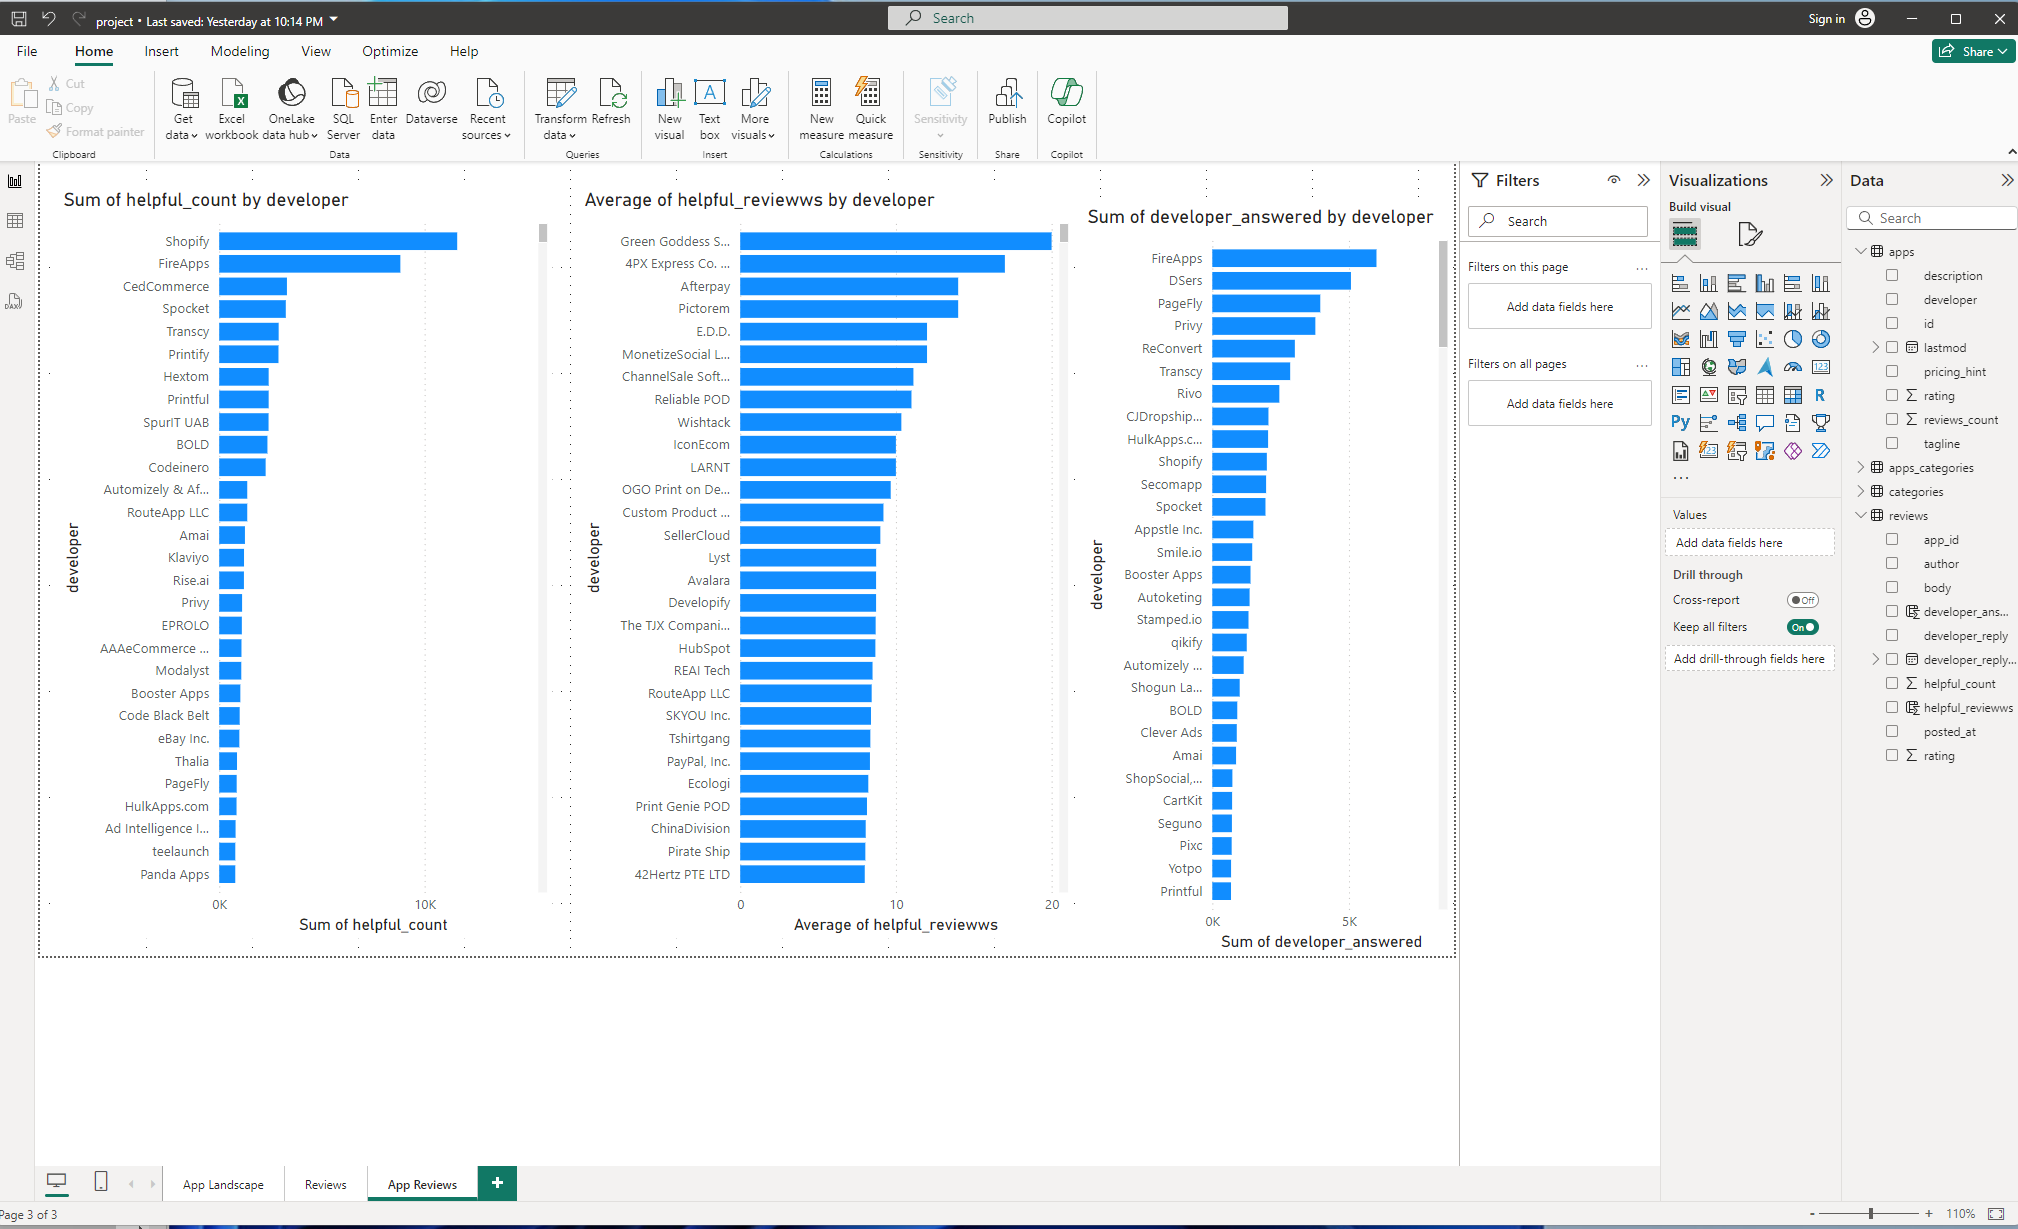 project • Last saved: Yesterday at 10:14 PM
Search
Sign in
File Home Insert Modeling View Optimize Help
Share
Paste
Cut
Copy
Format painter
Clipboard
Get data
Excel workbook
OneLake data hub
SQL Server
Enter data
Dataverse
Recent sources
Data
Transform data
Refresh
Queries
New visual
Text box
More visuals
Insert
New measure
Quick measure
Calculations
Sensitivity
Sensitivity
Publish
Share
Copilot
Copilot
Sum of helpful_count by developer
developer
Shopify
FireApps
CedCommerce
Spocket
Transcy
Printify
Hextom
Printful
SpurIT UAB
BOLD
Codeinero
Automizely & Af...
RouteApp LLC
Amai
Klaviyo
Rise.ai
Privy
EPROLO
AAAeCommerce ...
Modalyst
Booster Apps
Code Black Belt
eBay Inc.
Thalia
PageFly
HulkApps.com
Ad Intelligence I...
teelaunch
Panda Apps
0K 10K
Sum of helpful_count
Average of helpful_reviewws by developer
developer
Green Goddess S...
4PX Express Co. ...
Afterpay
Pictorem
E.D.D.
MonetizeSocial L...
ChannelSale Soft...
Reliable POD
Wishtack
IconEcom
LARNT
OGO Print on De...
Custom Product ...
SellerCloud
Lyst
Avalara
Developify
The TJX Compani...
HubSpot
REAI Tech
RouteApp LLC
SKYOU Inc.
Tshirtgang
PayPal, Inc.
Ecologi
Print Genie POD
ChinaDivision
Pirate Ship
42Hertz PTE LTD
0 10 20
Average of helpful_reviewws
Sum of developer_answered by developer
developer
FireApps
DSers
PageFly
Privy
ReConvert
Transcy
Rivo
CJDropship...
HulkApps.c...
Shopify
Secomapp
Spocket
Appstle Inc.
Smile.io
Booster Apps
Autoketing
Stamped.io
qikify
Automizely ...
Shogun La...
BOLD
Clever Ads
Amai
ShopSocial,...
CartKit
Seguno
Pixc
Yotpo
Printful
0K 5K
Sum of developer_answered
Filters
Search
Filters on this page ...
Add data fields here
Filters on all pages ...
Add data fields here
Visualizations
Build visual
123
R
Py
123
...
Values
Add data fields here
Drill through
Cross-report Off
Keep all filters On
Add drill-through fields here
Data
Search
apps
description
developer
id
lastmod
pricing_hint
rating
reviews_count
tagline
apps_categories
categories
reviews
app_id
author
body
developer_ans...
developer_reply
developer_reply...
helpful_count
helpful_reviewws
posted_at
rating
App Landscape Reviews App Reviews +
Page 3 of 3
- + 110%